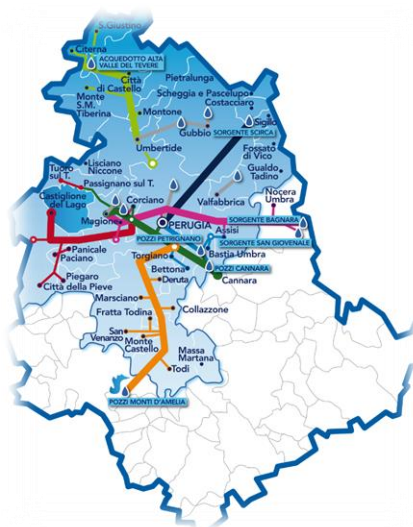 S.Giustino
Citerna
ACQUEDOTTO ALTA
VALLE DEL TEVERE
Città
di Castello
Pietralunga
Monte
S.M.
Tiberina
Scheggia e Pascelupo
Costacciaro
Montone
Sigillo
Gubbio
SORGENTE SCIRCA
Umbertide
Fossato
di Vico
Lisciano
Niccone
Gualdo
Tadino
Tuoro
sul T.
Passignano sul T.
Castiglione
del Lago
Corciano
Valfabbrica
Nocera
Umbra
Magione
PERUGIA
SORGENTE BAGNARA
POZZI PETRIGNANO
Assisi
SORGENTE SAN GIOVENALE
Panicale
Paciano
Torgiano
Bastia Umbra
Bettona
POZZI CANNARA
Piegaro
Città della Pieve
Deruta
Cannara
Marsciano
Collazzone
Fratta Todina
San
Venanzo
Monte
Castello
Massa
Martana
Todi
POZZI MONTI D'AMELIA